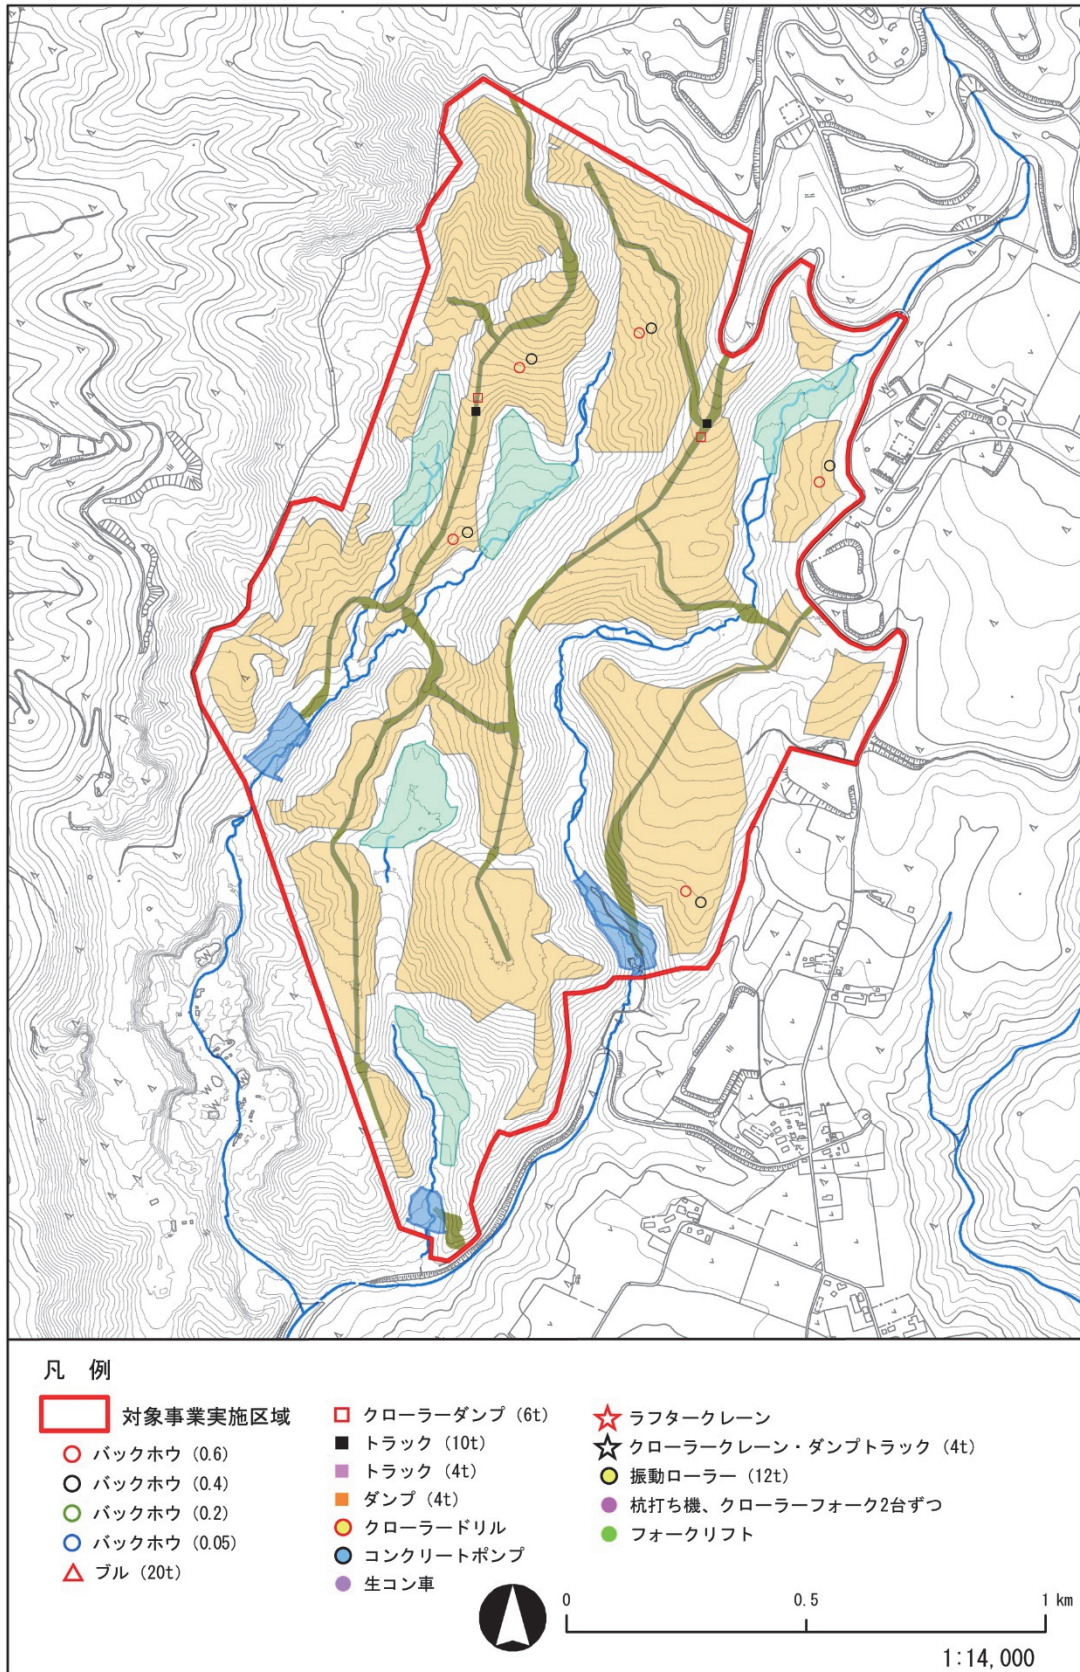 凡 例
対象事業実施区域
バックホウ (0.6)
バックホウ (0.4)
バックホウ (0.2)
バックホウ (0.05)
ブル (20t)
クローラーダンプ (6t)
トラック (10t)
トラック (4t)
ダンプ (4t)
クローラードリル
コンクリートポンプ
生コン車
ラフタークレーン
クローラークレーン・ダンプトラック (4t)
振動ローラー (12t)
杭打ち機、クローラーフォーク2台ずつ
フォークリフト
0 0.5 1 km
1:14,000